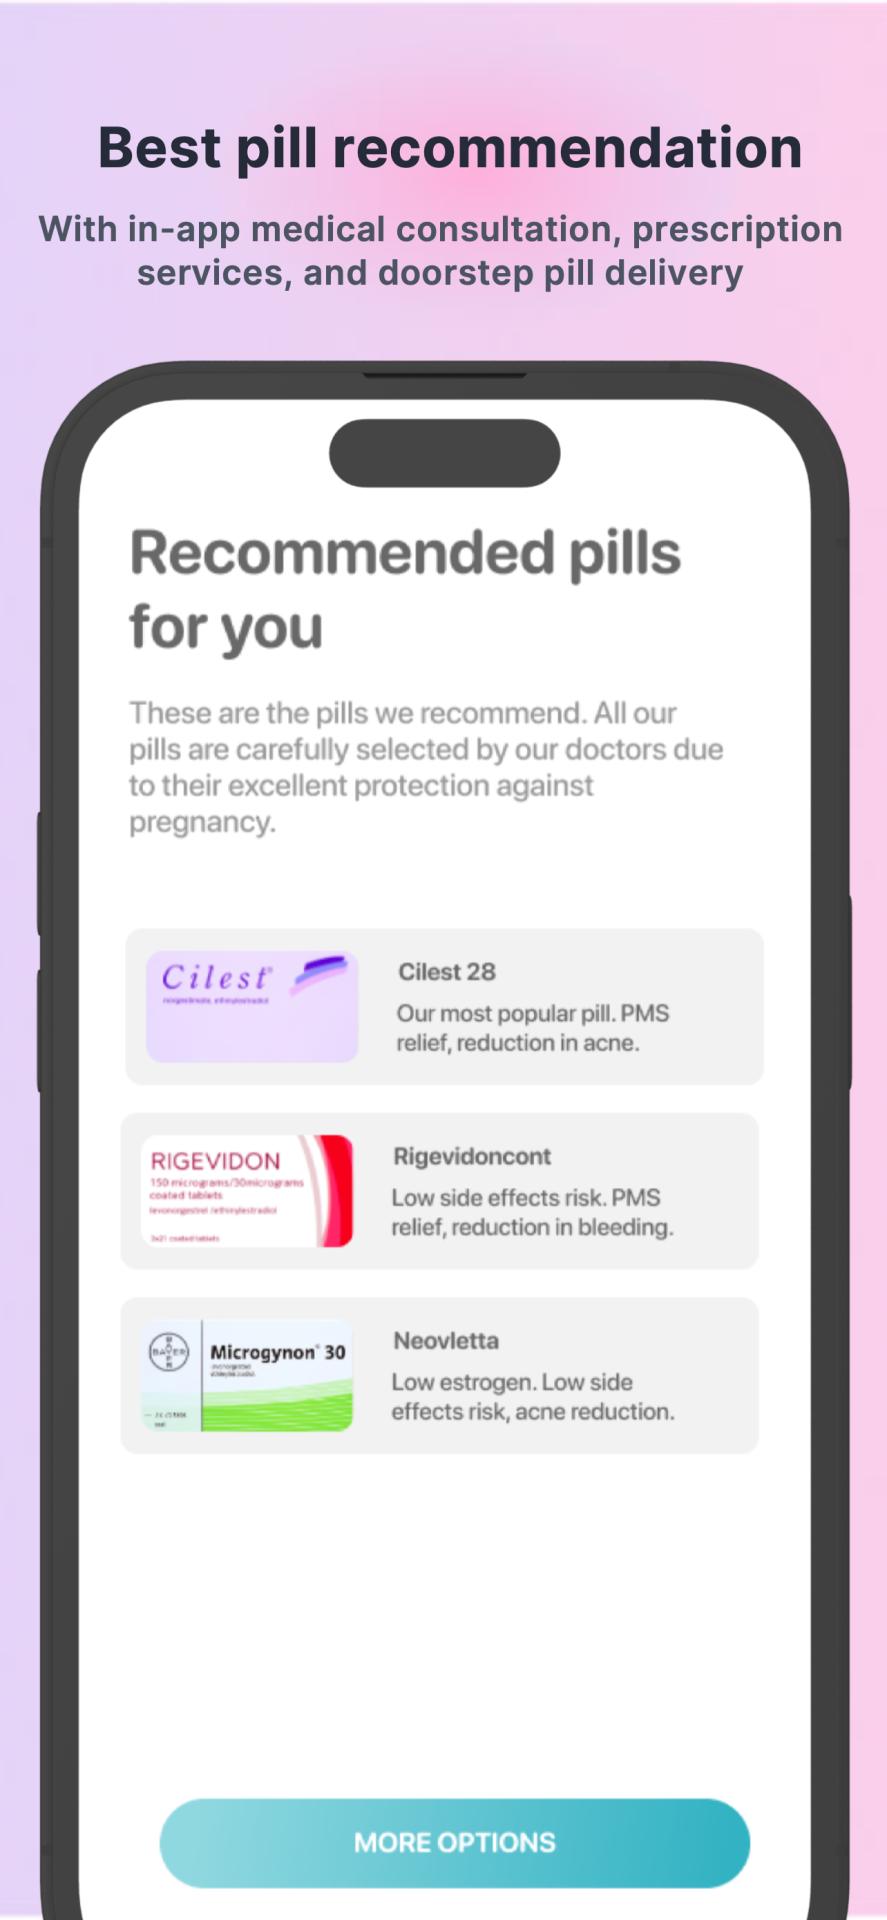 Best pill recommendation
With in-app medical consultation, prescription
services, and doorstep pill delivery
Recommended pills
for you
These are the pills we recommend. All our
pills are carefully selected by our doctors due
to their excellent protection against
pregnancy.
Cilest®
norgestimate, ethinylestradiol
Cilest 28
Our most popular pill. PMS
relief, reduction in acne.
RIGEVIDON
150 micrograms/30micrograms
coated tablets
levonorgestrel /ethinylestradiol
3x21 coated tablets
Rigevidoncont
Low side effects risk. PMS
relief, reduction in bleeding.
BAYER
Microgynon® 30
Neovletta
Low estrogen. Low side
effects risk, acne reduction.
MORE OPTIONS